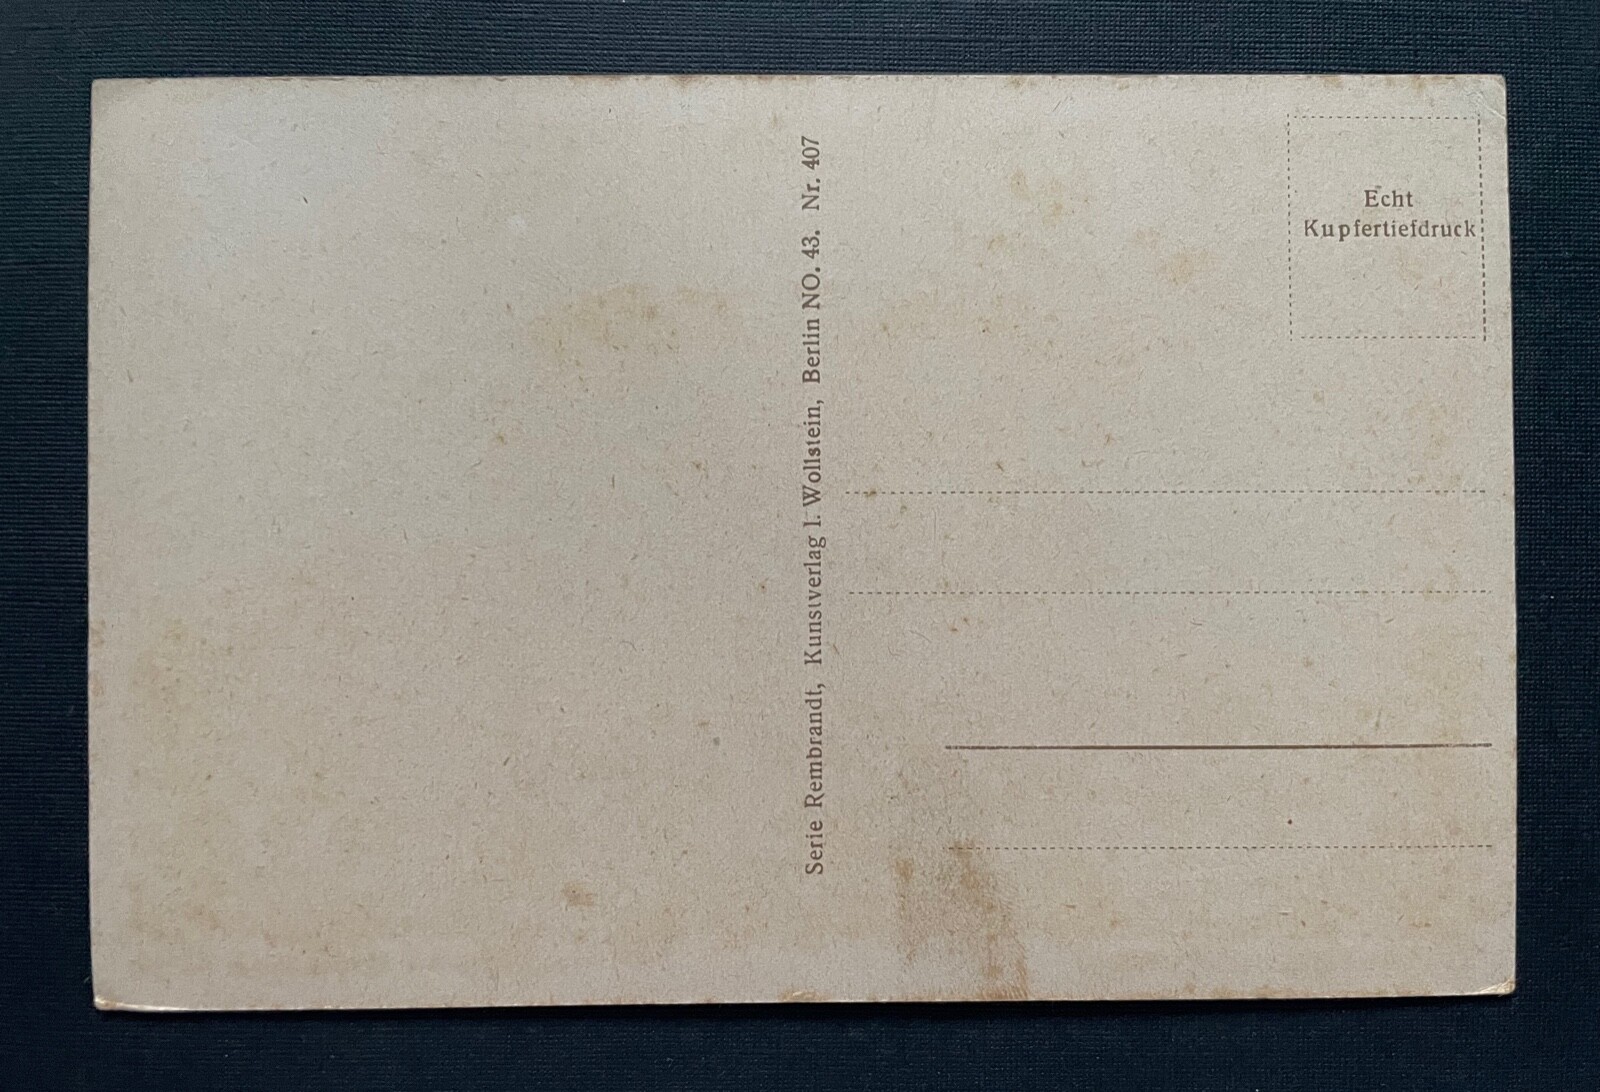 Serie Rembrandt, Kunstverlag I. Wollstein, Berlin NO. 43. Nr. 407
Echt
Kupfertiefdruck